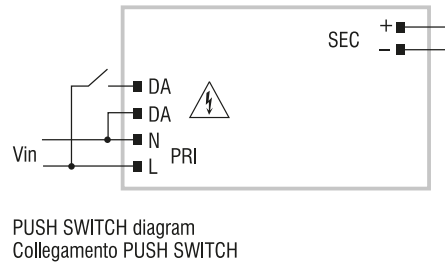 SEC + −
DA
DA
N
Vin PRI
L
PUSH SWITCH diagram
Collegamento PUSH SWITCH